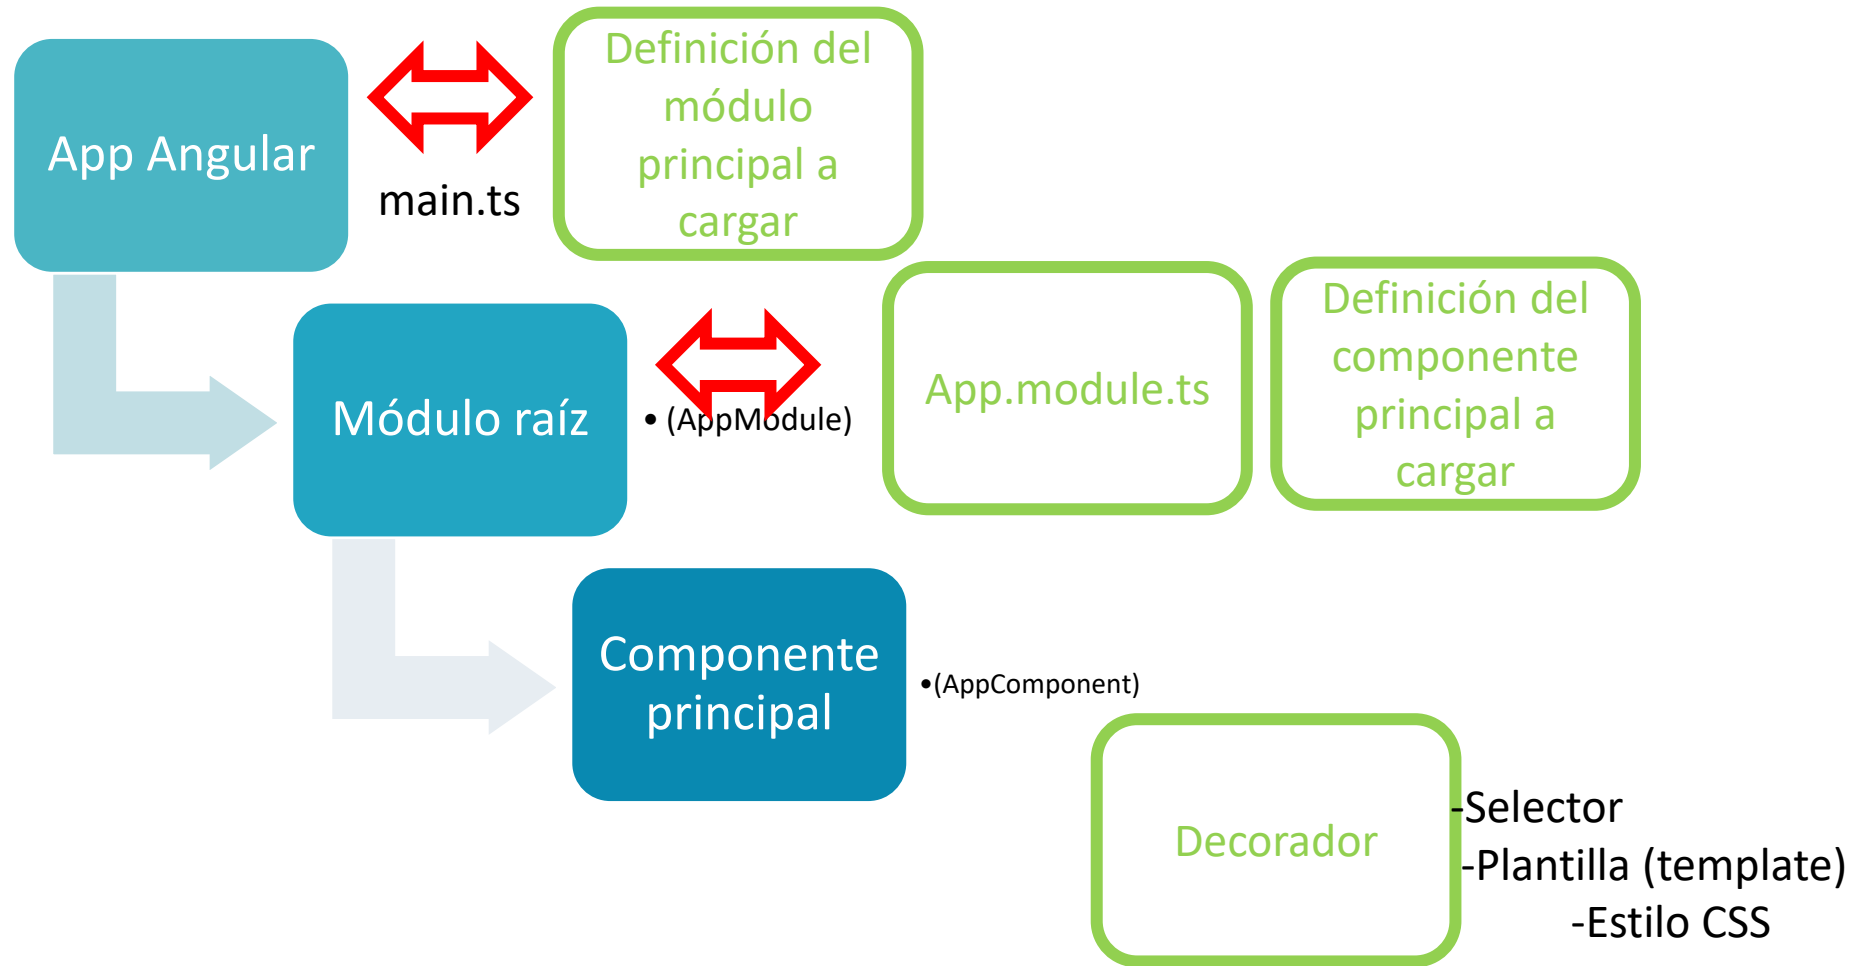 App Angular
main.ts
Definición del
módulo
principal a
cargar
Módulo raíz
• (AppModule)
App.module.ts
Definición del
componente
principal a
cargar
Componente
principal
•(AppComponent)
Decorador
-Selector
-Plantilla (template)
-Estilo CSS